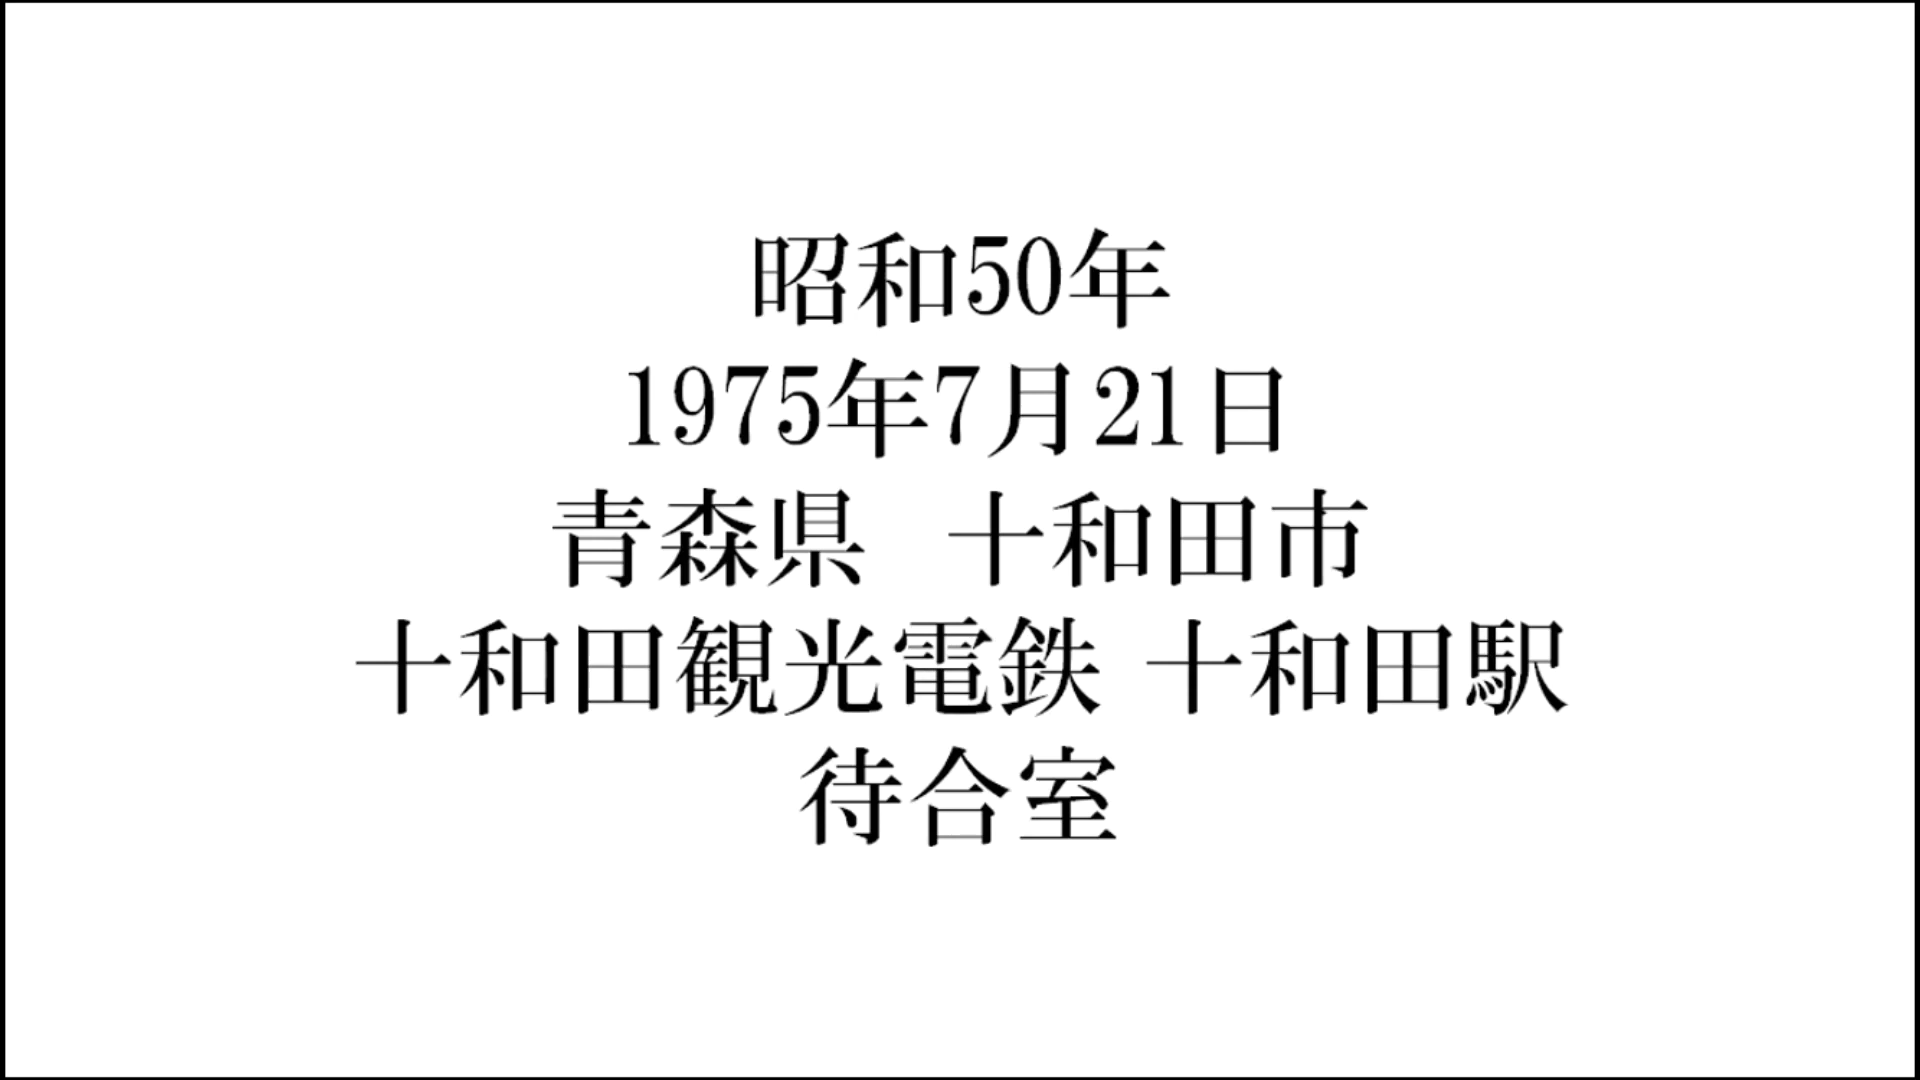 昭和50年
1975年7月21日
青森県 十和田市
十和田観光電鉄 十和田駅
待合室